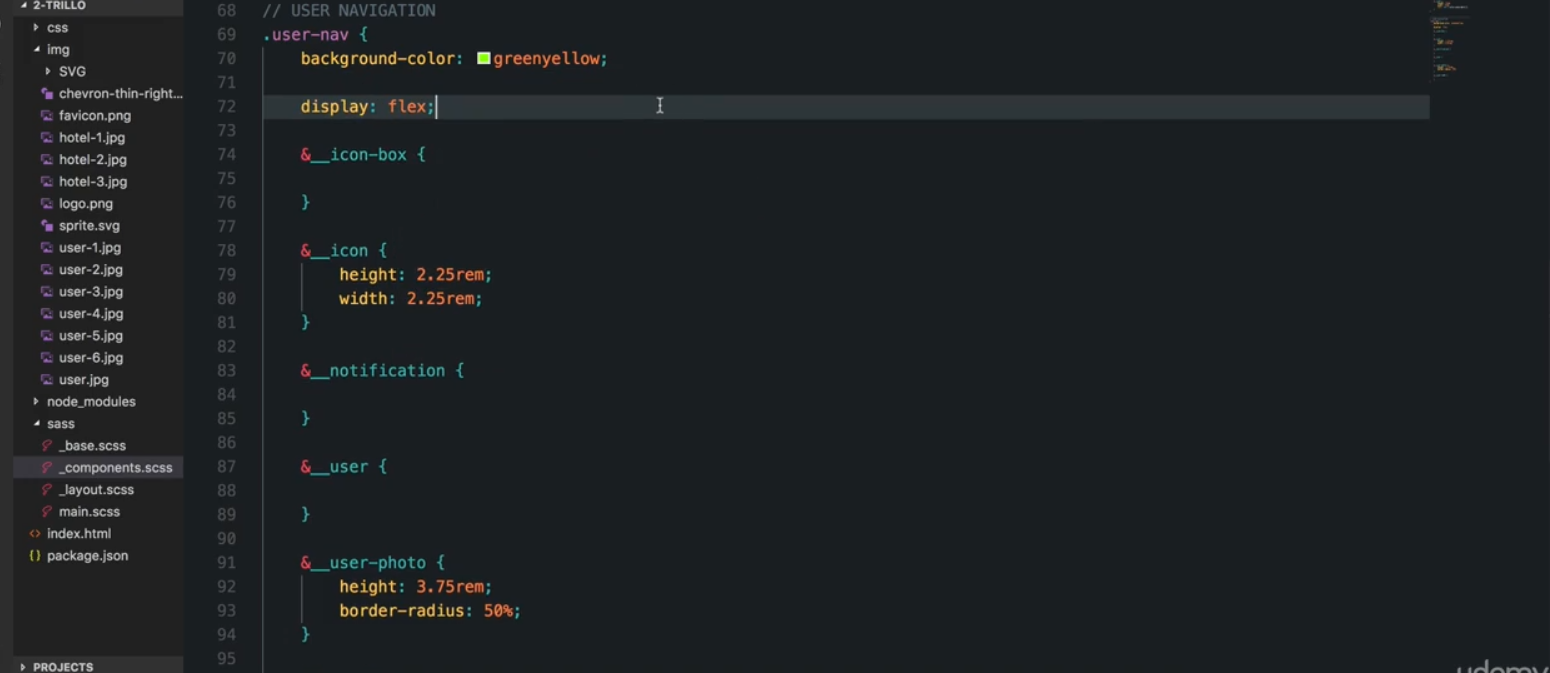 2-TRILLO
css
img
SVG
chevron-thin-right...
favicon.png
hotel-1.jpg
hotel-2.jpg
hotel-3.jpg
logo.png
sprite.svg
user-1.jpg
user-2.jpg
user-3.jpg
user-4.jpg
user-5.jpg
user-6.jpg
user.jpg
node_modules
sass
_base.scss
_components.scss
_layout.scss
main.scss
index.html
package.json
PROJECTS
68 // USER NAVIGATION
69 .user-nav {
70 background-color: greenyellow;
71
72 display: flex;
73
74 &__icon-box {
75
76 }
77
78 &__icon {
79 height: 2.25rem;
80 width: 2.25rem;
81 }
82
83 &__notification {
84
85 }
86
87 &__user {
88
89 }
90
91 &__user-photo {
92 height: 3.75rem;
93 border-radius: 50%;
94 }
95
udemy